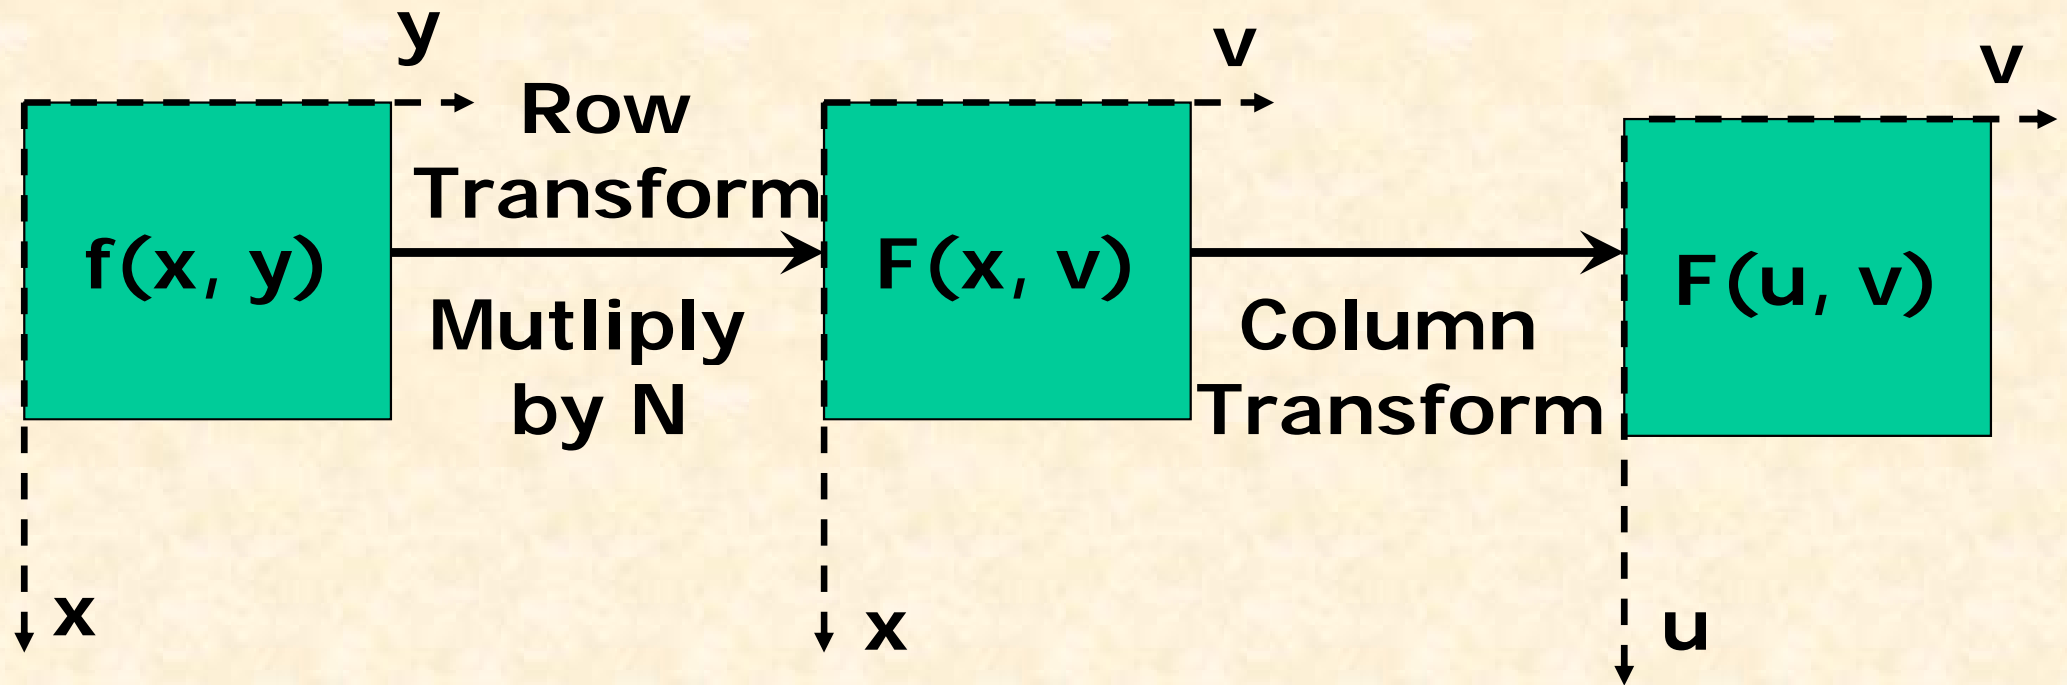 y
Row
Transform
f(x, y)
Mutliply
by N
x
v
F(x, v)
x
Column
Transform
v
F(u, v)
u